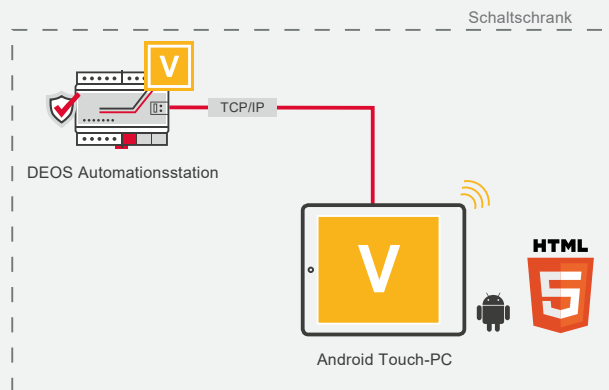 Schaltschrank
V
TCP/IP
DEOS Automationsstation
V
HTML
5
Android Touch-PC